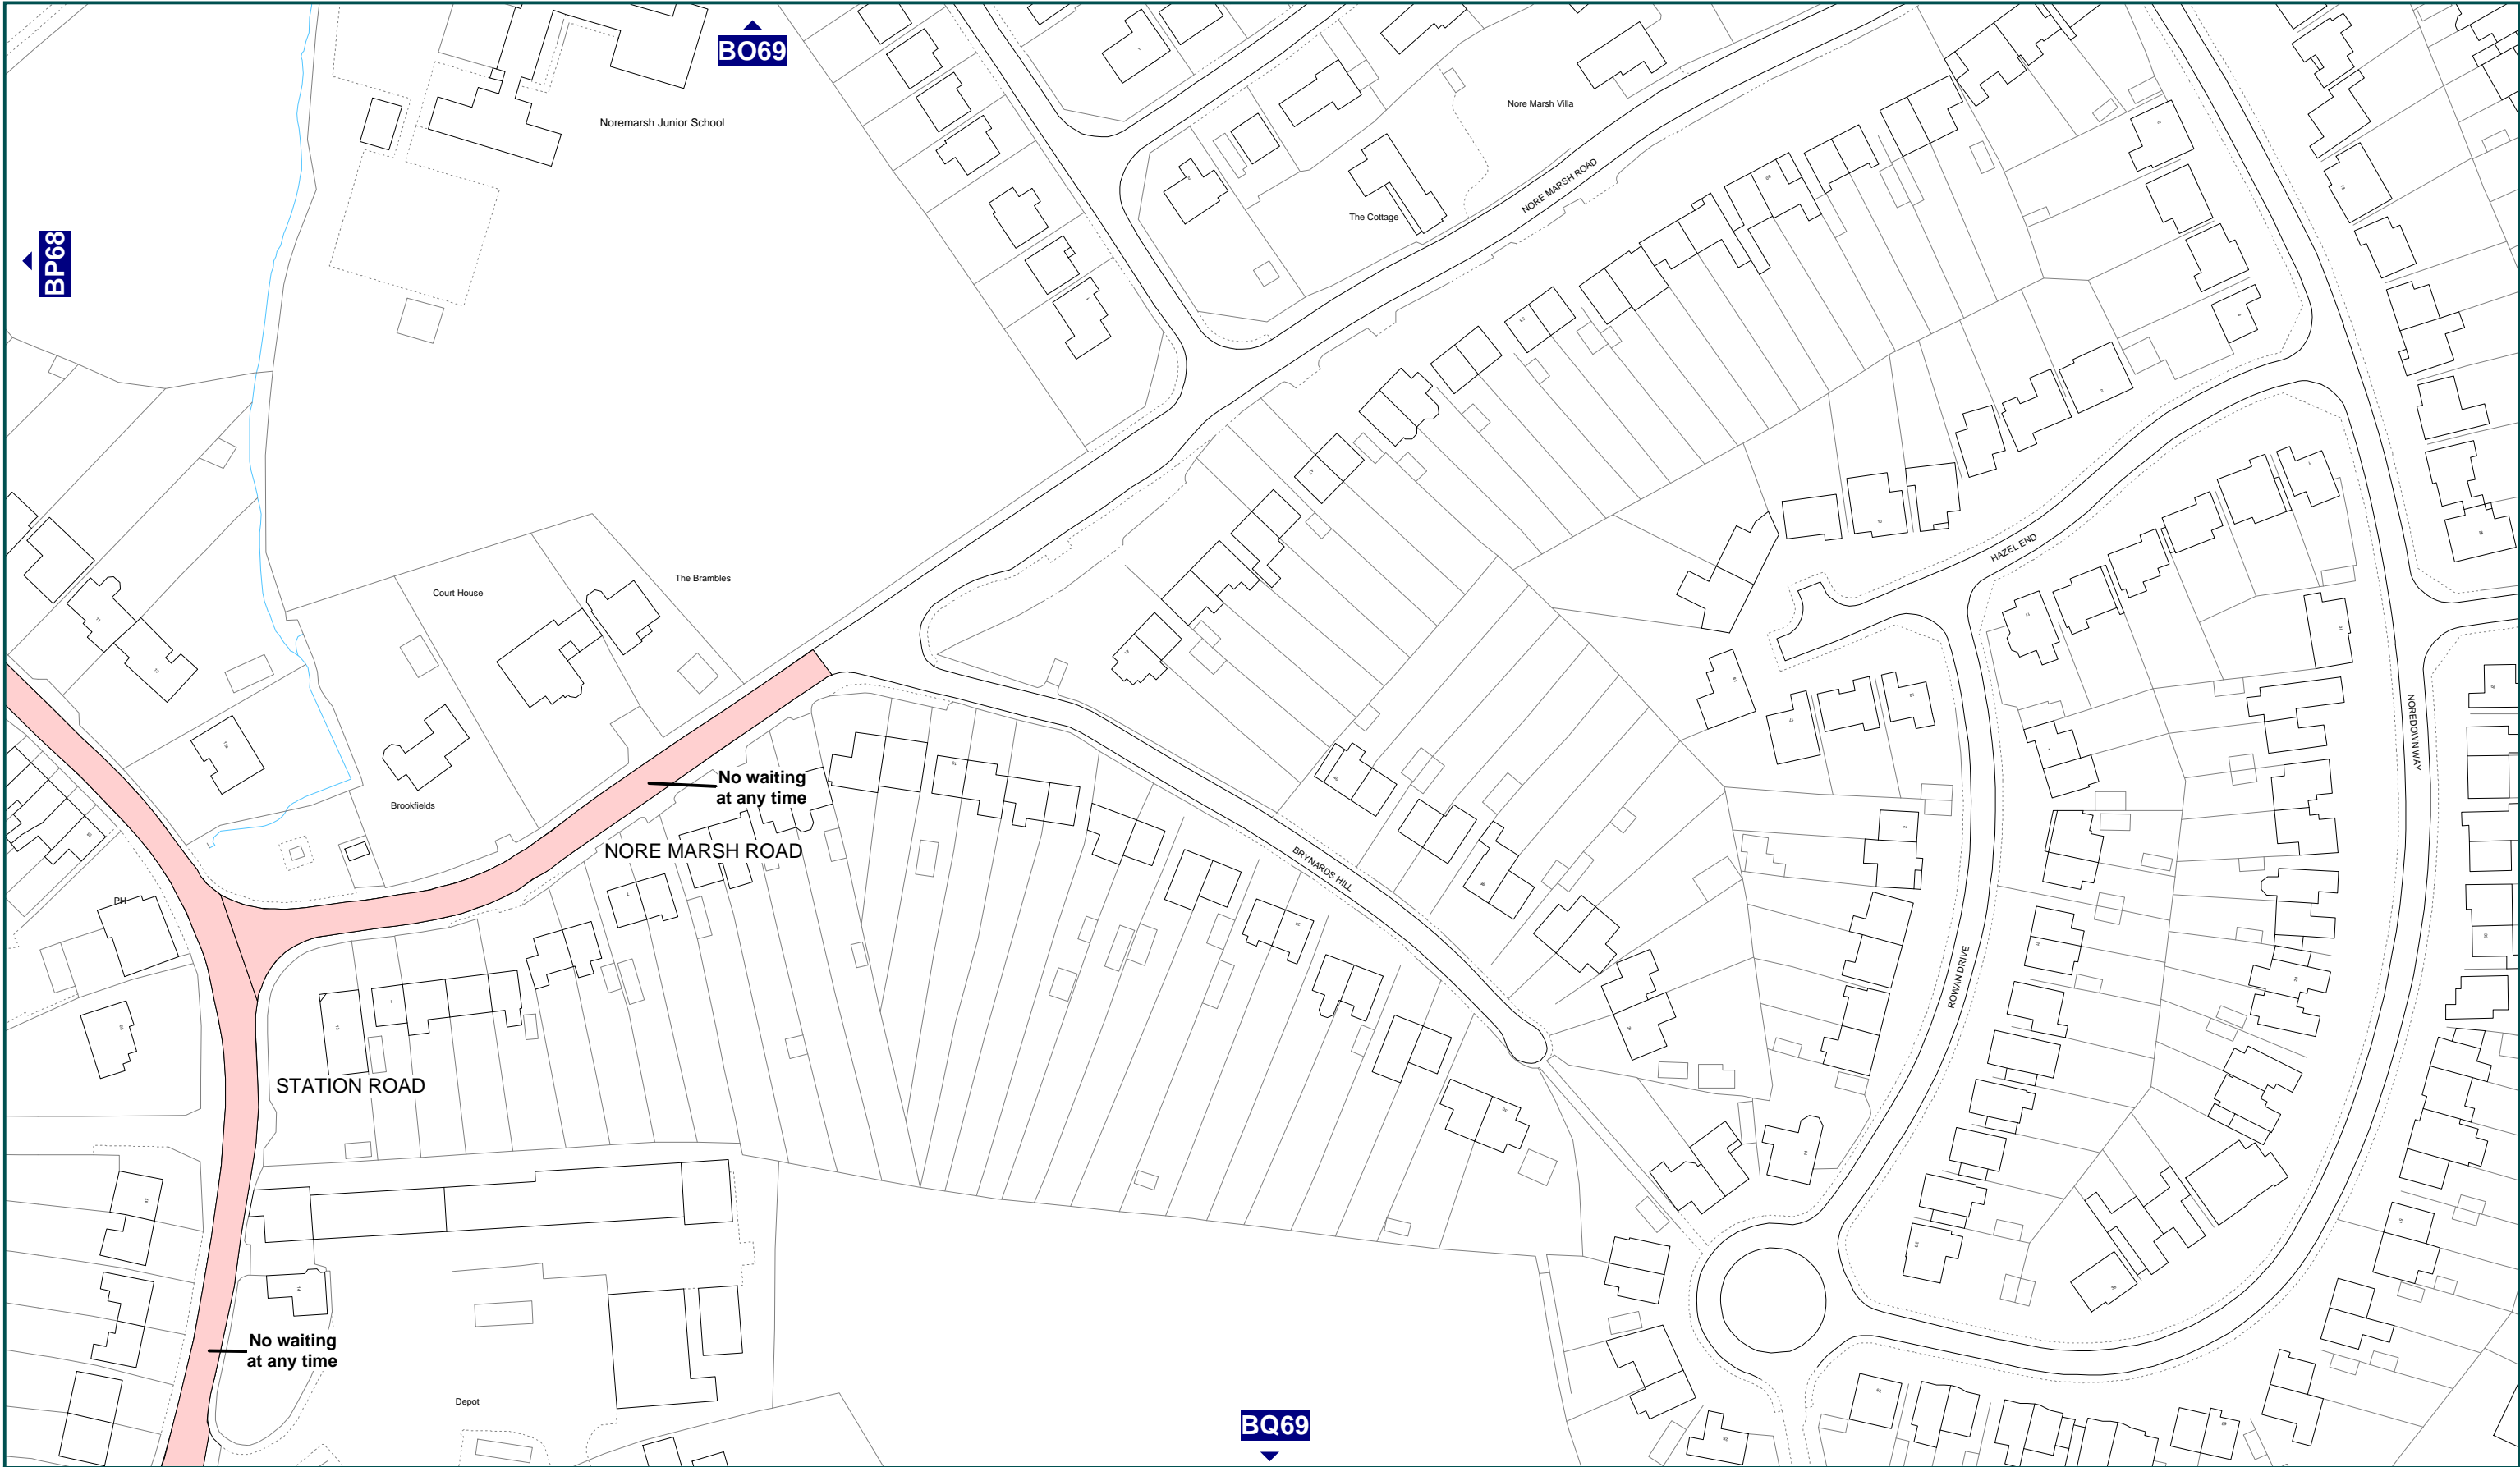 BO69
Noremarsh Junior School
Nore Marsh Villa
NORE MARSH ROAD
The Cottage
BP68
HAZEL END
The Brambles
Court House
NOREDOWN WAY
No waiting
at any time
Brookfields
NORE MARSH ROAD
BRYNARDS HILL
PH
ROWAN DRIVE
STATION ROAD
No waiting
at any time
Depot
BQ69